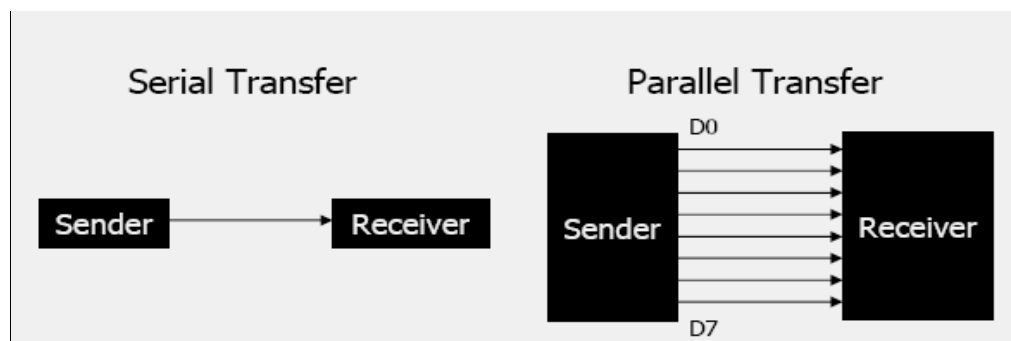 Serial Transfer
Sender
Receiver
Parallel Transfer
D0
Sender
Receiver
D7